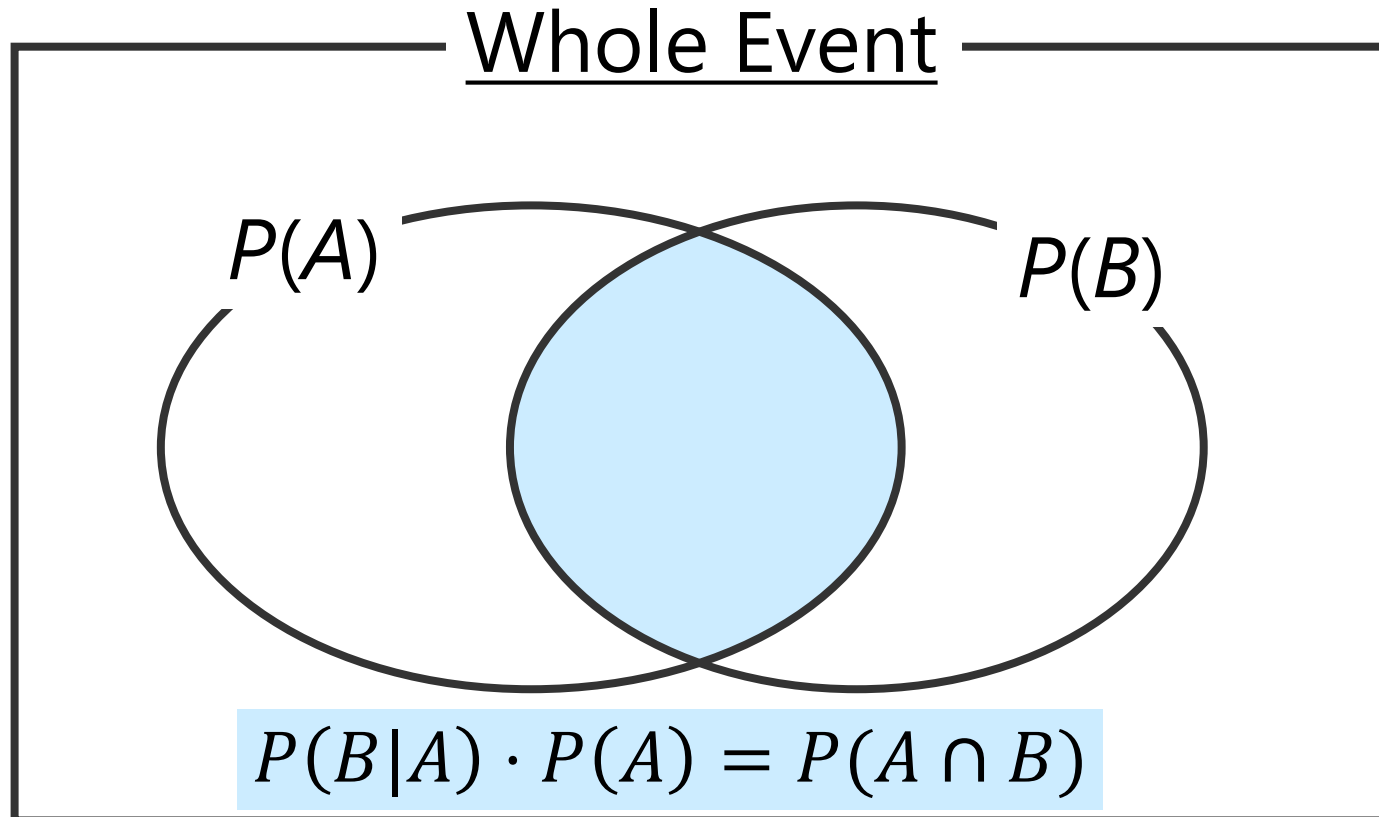 Whole Event
P(A)
P(B)
P(B|A) · P(A) = P(A ∩ B)